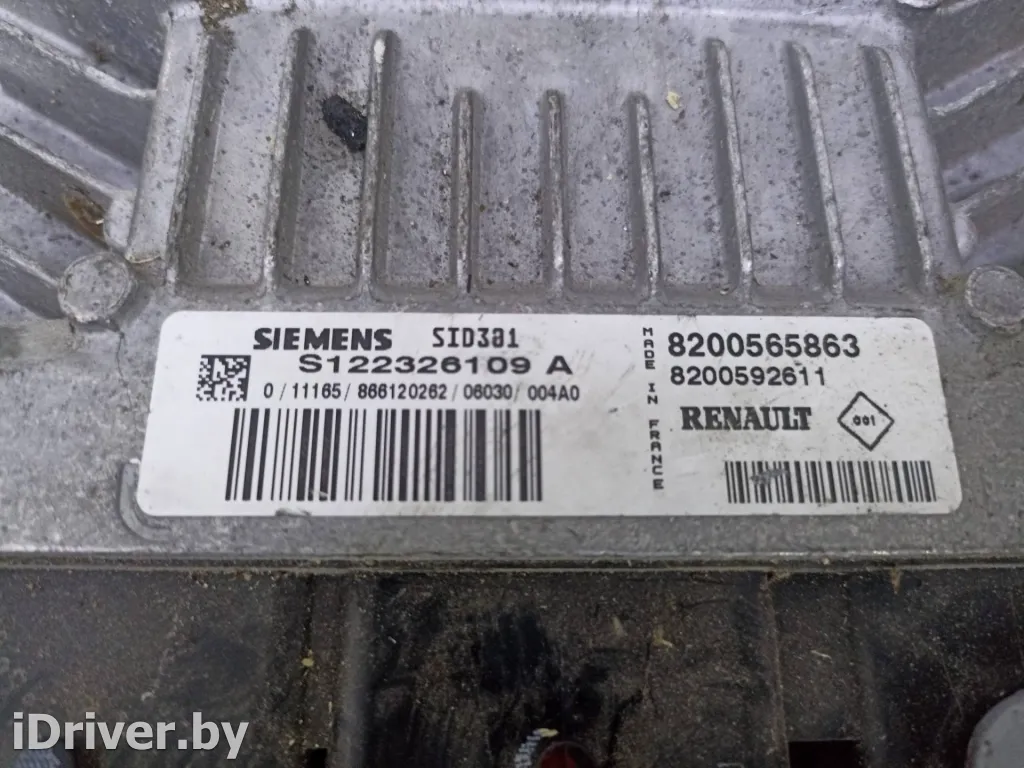 SIEMENS SID301
S122326109 A
0/11165/866120262/06030/004A0
MADE IN FRANCE
8200565863
8200592611
RENAULT 001
iDriver.by